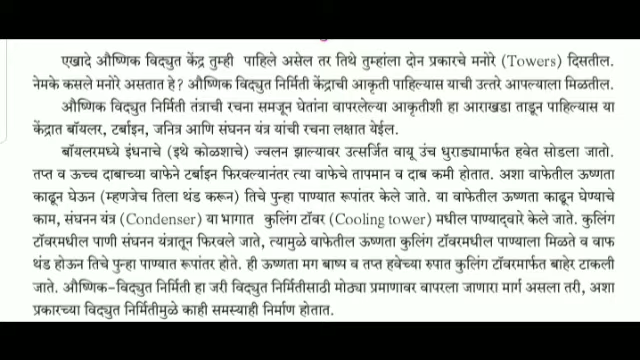 एखादे औष्णिक विद्युत केंद्र तुम्ही पाहिले असेल तर तिथे तुम्हांला दोन प्रकारचे मनोरे (Towers) दिसतील.
नेमके कसले मनोरे असतात हे? औष्णिक विद्युत निर्मिती केंद्राची आकृती पाहिल्यास याची उत्तरे आपल्याला मिळतील.
औष्णिक विद्युत निर्मिती तंत्राची रचना समजून घेतांना वापरलेल्या आकृतीशी हा आराखडा ताडून पाहिल्यास या
केंद्रात बॉयलर, टर्बाइन, जनित्र आणि संघनन यंत्र यांची रचना लक्षात येईल.
बॉयलरमध्ये इंधनाचे (इथे कोळशाचे) ज्वलन झाल्यावर उत्सर्जित वायू उंच धुराड्यामार्फत हवेत सोडला जातो.
तप्त व ऊच्च दाबाच्या वाफेने टर्बाइन फिरवल्यानंतर त्या वाफेचे तापमान व दाब कमी होतात. अशा वाफेतील ऊष्णता
काढून घेऊन (म्हणजेच तिला थंड करून) तिचे पुन्हा पाण्यात रूपांतर केले जाते. या वाफेतील ऊष्णता काढून घेण्याचे
काम, संघनन यंत्र (Condenser) या भागात कुलिंग टॉवर (Cooling tower) मधील पाण्याद्वारे केले जाते. कुलिंग
टॉवरमधील पाणी संघनन यंत्रातून फिरवले जाते, त्यामुळे वाफेतील ऊष्णता कुलिंग टॉवरमधील पाण्याला मिळते व वाफ
थंड होऊन तिचे पुन्हा पाण्यात रूपांतर होते. ही ऊष्णता मग बाष्प व तप्त हवेच्या रुपात कुलिंग टॉवरमार्फत बाहेर टाकली
जाते. औष्णिक-विद्युत निर्मिती हा जरी विद्युत निर्मितीसाठी मोठ्या प्रमाणावर वापरला जाणारा मार्ग असला तरी, अशा
प्रकारच्या विद्युत निर्मितीमुळे काही समस्याही निर्माण होतात.